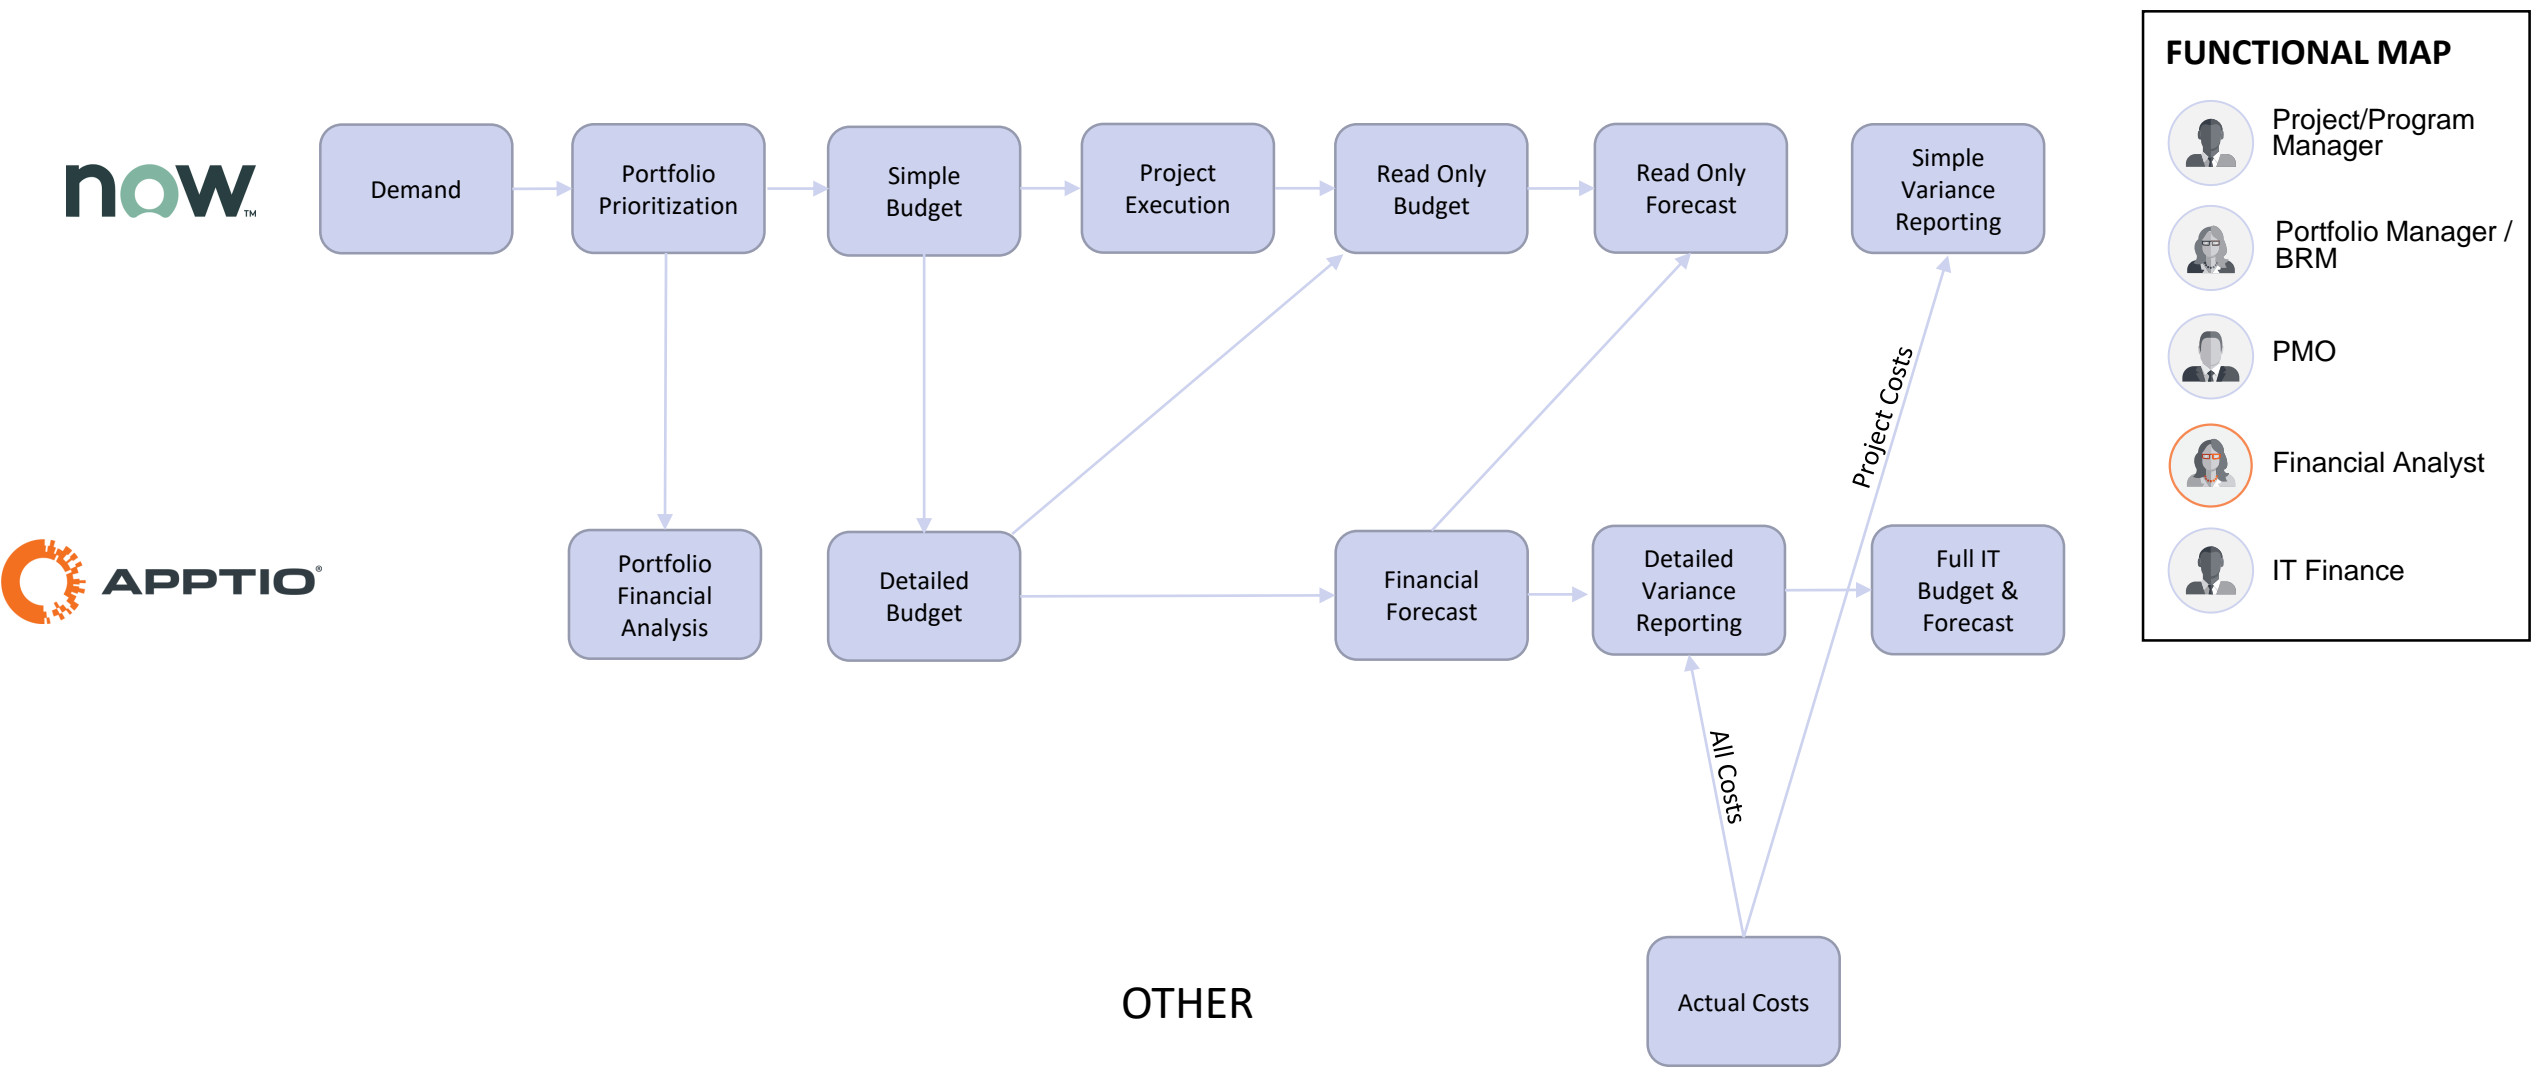 now
TM
Demand
Portfolio
Prioritization
Simple
Budget
Project
Execution
Read Only
Budget
Read Only
Forecast
Simple
Variance
Reporting
Project Costs
APPTIO®
Portfolio
Financial
Analysis
Detailed
Budget
Financial
Forecast
Detailed
Variance
Reporting
Full IT
Budget &
Forecast
All Costs
OTHER
Actual Costs
FUNCTIONAL MAP
Project/Program
Manager
Portfolio Manager /
BRM
PMO
Financial Analyst
IT Finance